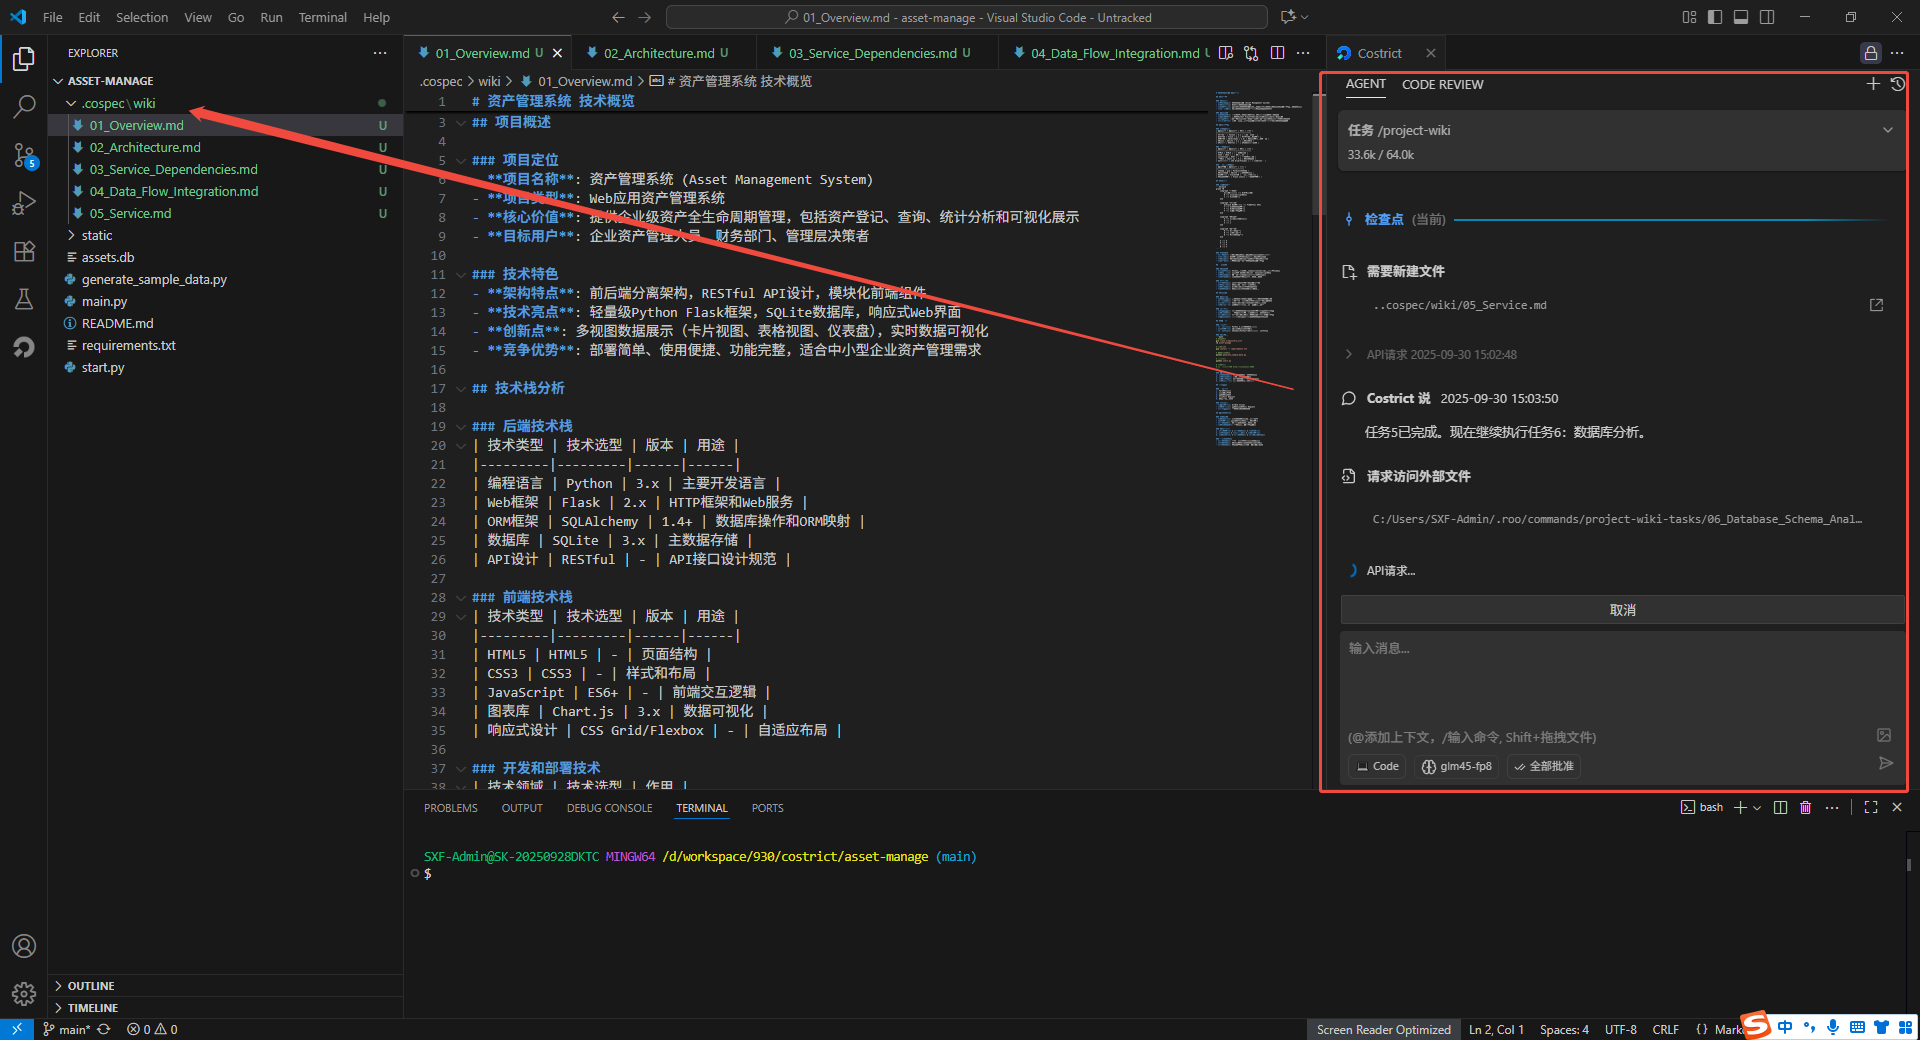 File Edit Selection View Go Run Terminal Help
01_Overview.md - asset-manage - Visual Studio Code - Untracked
EXPLORER
ASSET-MANAGE
.cospec\wiki
01_Overview.md U
02_Architecture.md U
03_Service_Dependencies.md U
04_Data_Flow_Integration.md U
05_Service.md U
static
assets.db
generate_sample_data.py
main.py
README.md
requirements.txt
start.py
OUTLINE
TIMELINE
5
01_Overview.md U
02_Architecture.md U
03_Service_Dependencies.md U
04_Data_Flow_Integration.md
.cospec > wiki > 01_Overview.md > # 资产管理系统 技术概览
1 # 资产管理系统 技术概览
3 ## 项目概述
4
5 ### 项目定位
6 - **项目名称**: 资产管理系统 (Asset Management System)
7 - **项目类型**: Web应用资产管理系统
8 - **核心价值**: 提供企业级资产全生命周期管理，包括资产登记、查询、统计分析和可视化展示
9 - **目标用户**: 企业资产管理人员、财务部门、管理层决策者
10
11 ### 技术特色
12 - **架构特点**: 前后端分离架构，RESTful API设计，模块化前端组件
13 - **技术亮点**: 轻量级Python Flask框架，SQLite数据库，响应式Web界面
14 - **创新点**: 多视图数据展示（卡片视图、表格视图、仪表盘），实时数据可视化
15 - **竞争优势**: 部署简单、使用便捷、功能完整，适合中小型企业资产管理需求
16
17 ## 技术栈分析
18
19 ### 后端技术栈
20 | 技术类型 | 技术选型 | 版本 | 用途 |
21 |---------|---------|------|------|
22 | 编程语言 | Python | 3.x | 主要开发语言 |
23 | Web框架 | Flask | 2.x | HTTP框架和Web服务 |
24 | ORM框架 | SQLAlchemy | 1.4+ | 数据库操作和ORM映射 |
25 | 数据库 | SQLite | 3.x | 主数据存储 |
26 | API设计 | RESTful | - | API接口设计规范 |
27
28 ### 前端技术栈
29 | 技术类型 | 技术选型 | 版本 | 用途 |
30 |---------|---------|------|------|
31 | HTML5 | HTML5 | - | 页面结构 |
32 | CSS3 | CSS3 | - | 样式和布局 |
33 | JavaScript | ES6+ | - | 前端交互逻辑 |
34 | 图表库 | Chart.js | 3.x | 数据可视化 |
35 | 响应式设计 | CSS Grid/Flexbox | - | 自适应布局 |
36
37 ### 开发和部署技术
38 | 技术领域 | 技术选型 | 作用 |
Costrict
AGENT CODE REVIEW
任务 /project-wiki
33.6k / 64.0k
检查点 (当前)
需要新建文件
..cospec/wiki/05_Service.md
API请求 2025-09-30 15:02:48
Costrict 说 2025-09-30 15:03:50
任务5已完成。现在继续执行任务6：数据库分析。
请求访问外部文件
C:/Users/SXF-Admin/.roo/commands/project-wiki-tasks/06_Database_Schema_Anal...
API请求...
取消
输入消息...
(@添加上下文，/输入命令, Shift+拖拽文件)
Code glm45-fp8 全部批准
PROBLEMS OUTPUT DEBUG CONSOLE TERMINAL PORTS
bash
SXF-Admin@SK-20250928DKTC MINGW64 /d/workspace/930/costrict/asset-manage (main)
$
main* 0 0
Screen Reader Optimized Ln 2, Col 1 Spaces: 4 UTF-8 CRLF {} Mark
S 中